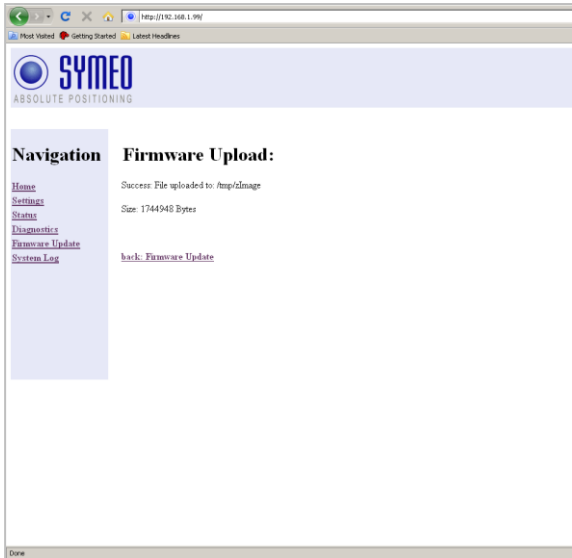 http://192.168.1.99/
Most Visited Getting Started Latest Headlines
SYMEO
ABSOLUTE POSITIONING
Navigation
Home
Settings
Status
Diagnostics
Firmware Update
System Log
Firmware Upload:
Success: File uploaded to: /tmp/zImage
Size: 1744948 Bytes
back: Firmware Update
Done